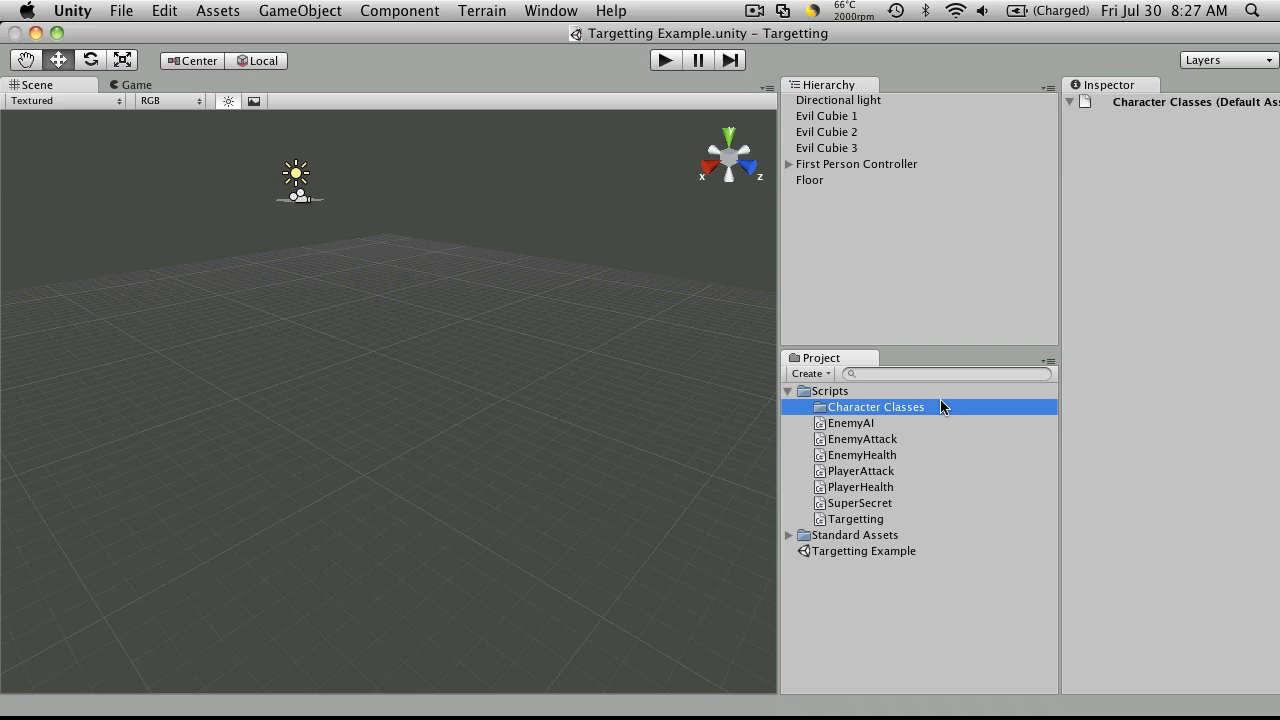 Unity File Edit Assets GameObject Component Terrain Window Help 66°C 2000rpm (Charged) Fri Jul 30 8:27 AM
Targetting Example.unity – Targetting
Center Local Layers
Scene Game
Textured RGB
y
x z
Hierarchy
Directional light
Evil Cubie 1
Evil Cubie 2
Evil Cubie 3
First Person Controller
Floor
Project
Create
Scripts
Character Classes
EnemyAI
EnemyAttack
EnemyHealth
PlayerAttack
PlayerHealth
SuperSecret
Targetting
Standard Assets
Targetting Example
Inspector
Character Classes (Default Ass